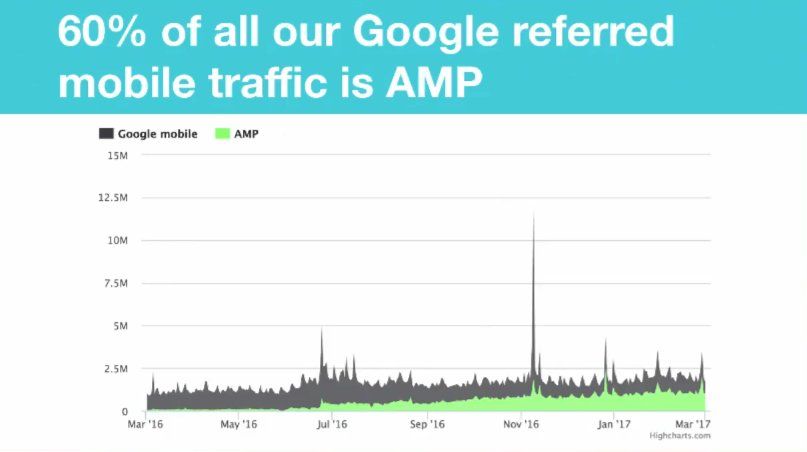 60% of all our Google referred
mobile traffic is AMP
Google mobile AMP
15M
12.5M
10M
7.5M
5M
2.5M
0
Mar '16 May '16 Jul '16 Sep '16 Nov '16 Jan '17 Mar '17
Highcharts.com